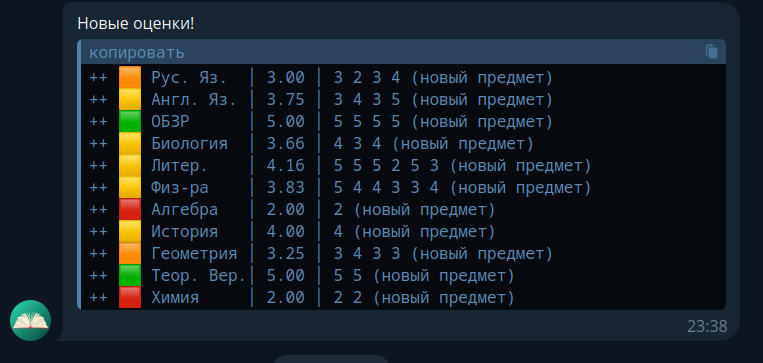 Новые оценки!
копировать
++ 🟧 Рус. Яз. | 3.00 | 3 2 3 4 (новый предмет)
++ 🟨 Англ. Яз. | 3.75 | 3 4 3 5 (новый предмет)
++ 🟩 ОБЗР | 5.00 | 5 5 5 5 (новый предмет)
++ 🟨 Биология | 3.66 | 4 3 4 (новый предмет)
++ 🟨 Литер. | 4.16 | 5 5 5 2 5 3 (новый предмет)
++ 🟨 Физ-ра | 3.83 | 5 4 4 3 3 4 (новый предмет)
++ 🟥 Алгебра | 2.00 | 2 (новый предмет)
++ 🟨 История | 4.00 | 4 (новый предмет)
++ 🟧 Геометрия | 3.25 | 3 4 3 3 (новый предмет)
++ 🟩 Теор. Вер.| 5.00 | 5 5 (новый предмет)
++ 🟥 Химия | 2.00 | 2 2 (новый предмет)
23:38